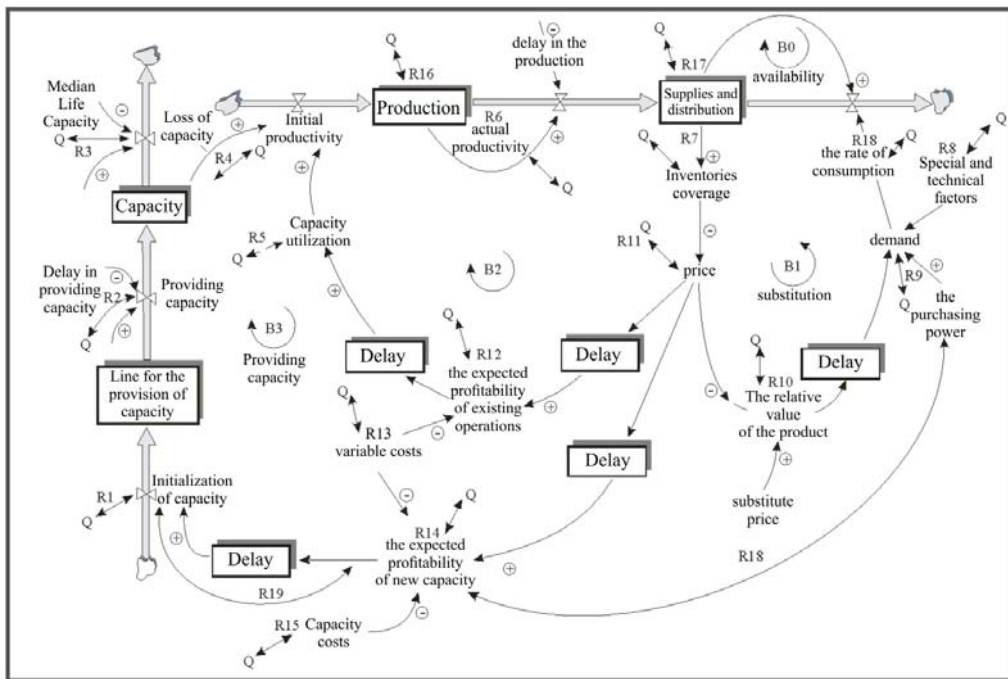 Q
R16
Production
delay in the
production
⊖
Q
R17
Supplies and
distribution
B0
availability
⊕
Median
Life
Capacity
⊖
Q
R3
⊕
Loss of
capacity
⊕
R4
Q
Initial
productivity
R6
actual
productivity
⊕
Q
R7
⊕
Q
Inventories
coverage
⊖
R18
Q
the rate of
consumption
R8
Q
Special and
technical
factors
Capacity
⊕
Capacity
utilization
R5
Q
Q
R11
price
B2
B1
substitution
demand
R9
Q
⊕
the
purchasing
power
Delay in
providing
capacity
⊖
R2
Q
⊕
Providing
capacity
B3
Providing
capacity
⊕
Delay
Q
R12
the expected
profitability
of existing
operations
Delay
⊕
Q
R10
The relative
value
of the product
⊖
Delay
Line for the
provision of
capacity
Q
R13
variable costs
⊖
Delay
⊕
substitute
price
R1
Q
Initialization
of capacity
⊕
Delay
⊖
Q
R14
the expected
profitability
of new capacity
⊕
R18
R19
Q
R15
Capacity
costs
⊖